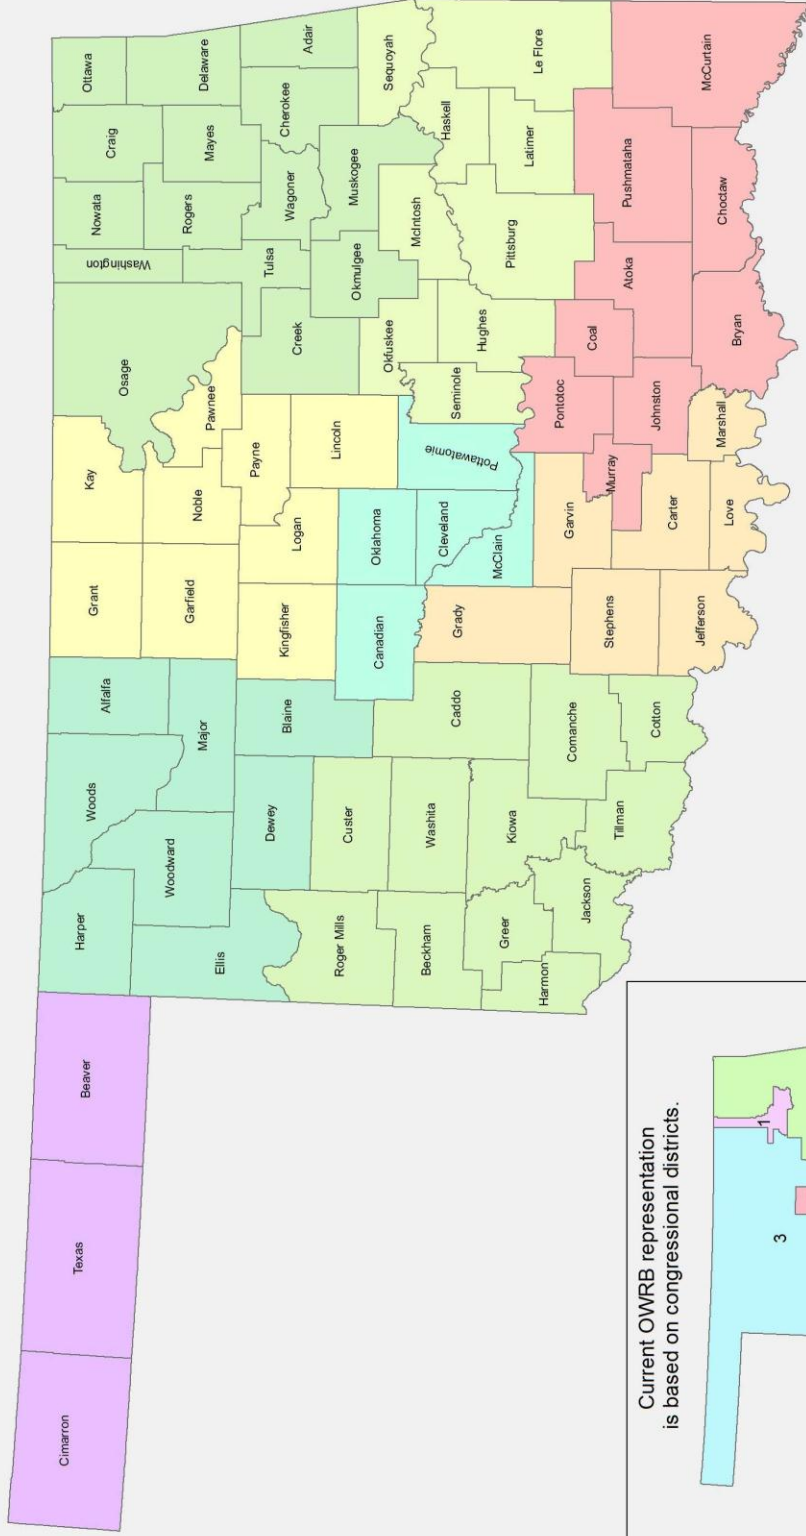 Cimarron
Texas
Beaver
Harper
Woods
Alfalfa
Grant
Kay
Osage
Washington
Nowata
Craig
Ottawa
Ellis
Woodward
Major
Garfield
Noble
Pawnee
Rogers
Mayes
Delaware
Dewey
Blaine
Kingfisher
Logan
Payne
Creek
Tulsa
Wagoner
Cherokee
Adair
Roger Mills
Custer
Canadian
Oklahoma
Lincoln
Okfuskee
Okmulgee
Muskogee
Sequoyah
Beckham
Washita
Caddo
Grady
Cleveland
McClain
Pottawatomie
Seminole
Hughes
McIntosh
Haskell
Greer
Kiowa
Harmon
Jackson
Comanche
Garvin
Pontotoc
Pittsburg
Latimer
Le Flore
Tillman
Cotton
Stephens
Murray
Coal
Jefferson
Carter
Johnston
Atoka
Pushmataha
McCurtain
Love
Marshall
Bryan
Choctaw
Current OWRB representation
is based on congressional districts.
3
1